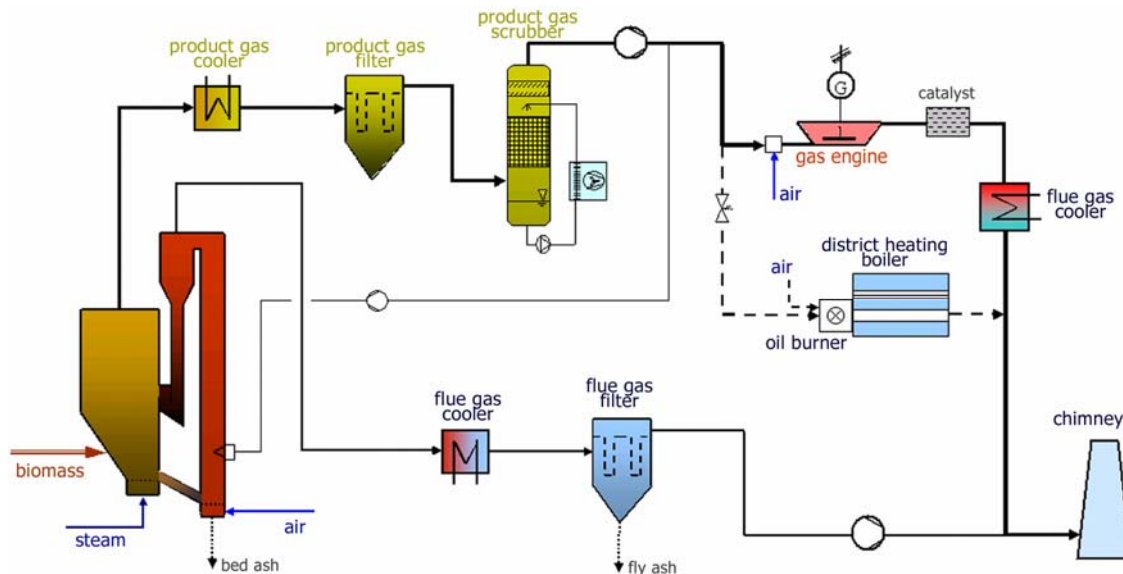 product gas
cooler
product gas
filter
product gas
scrubber
G
catalyst
gas engine
air
flue gas
cooler
district heating
boiler
air
oil burner
flue gas
cooler
flue gas
filter
chimney
biomass
steam
air
bed ash
fly ash